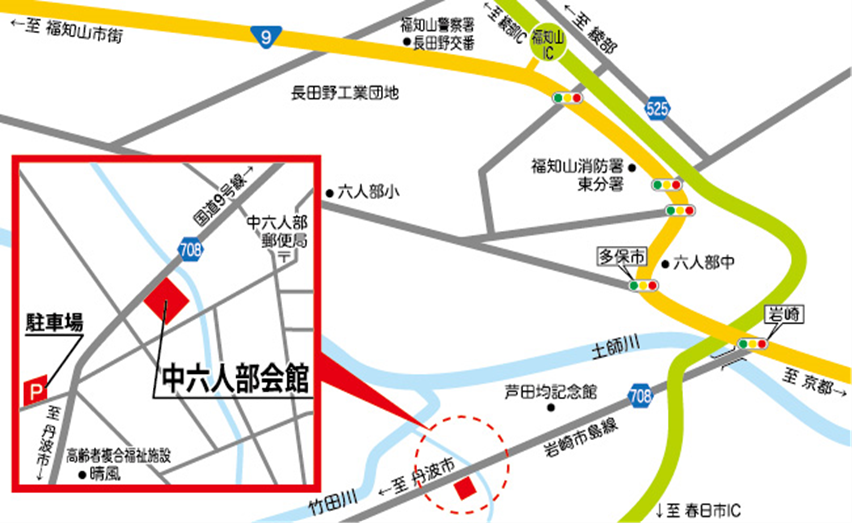 ←至 福知山市街
9
福知山警察署
長田野交番
←至 綾部IC
福知山
IC
←至 綾部
長田野工業団地
525
福知山消防署
東分署
六人部小
多保市
六人部中
岩崎
至 京都→
土師川
芦田均記念館
708
岩崎市島線
←至 丹波市
竹田川
↓至 春日市IC
国道9号線→
中六人部
郵便局
〒
708
駐車場
P
中六人部会館
至 丹波市↓
高齢者複合福祉施設
晴風